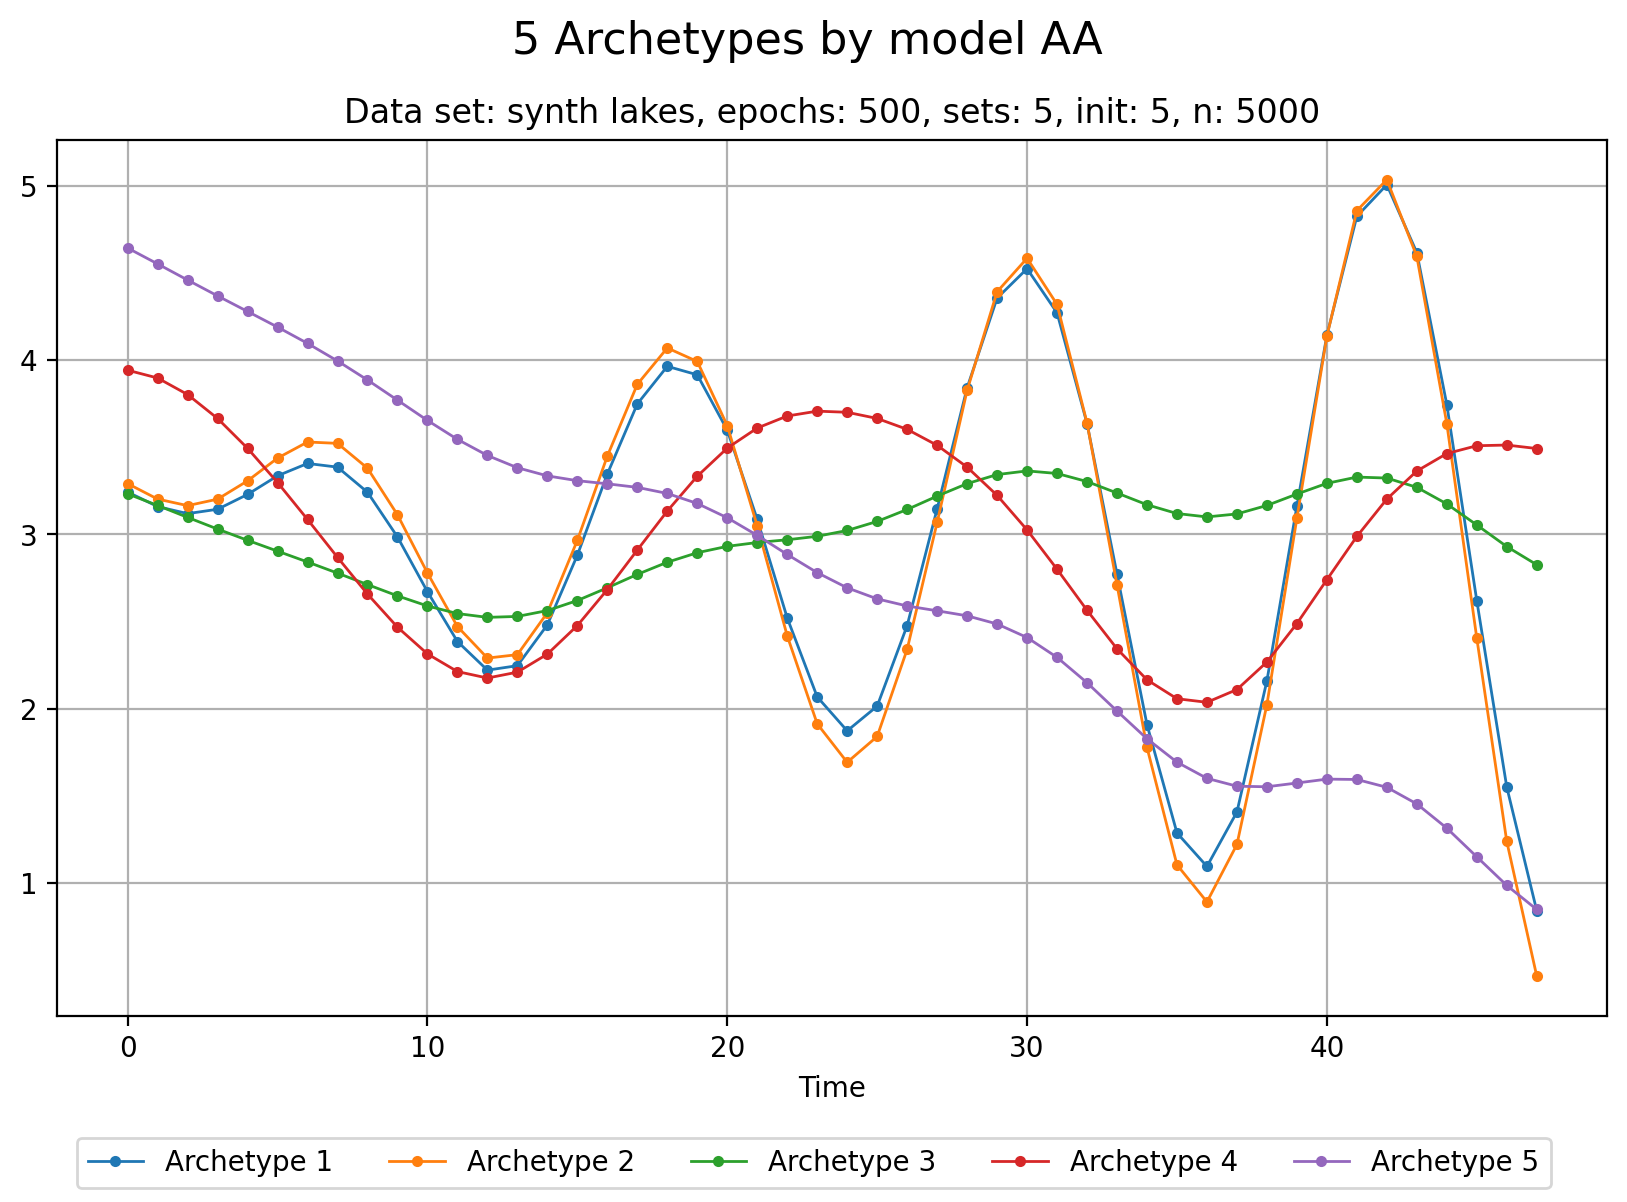 5 Archetypes by model AA
Data set: synth lakes, epochs: 500, sets: 5, init: 5, n: 5000
5
4
3
2
1
0 10 20 30 40
Time
Archetype 1 Archetype 2 Archetype 3 Archetype 4 Archetype 5